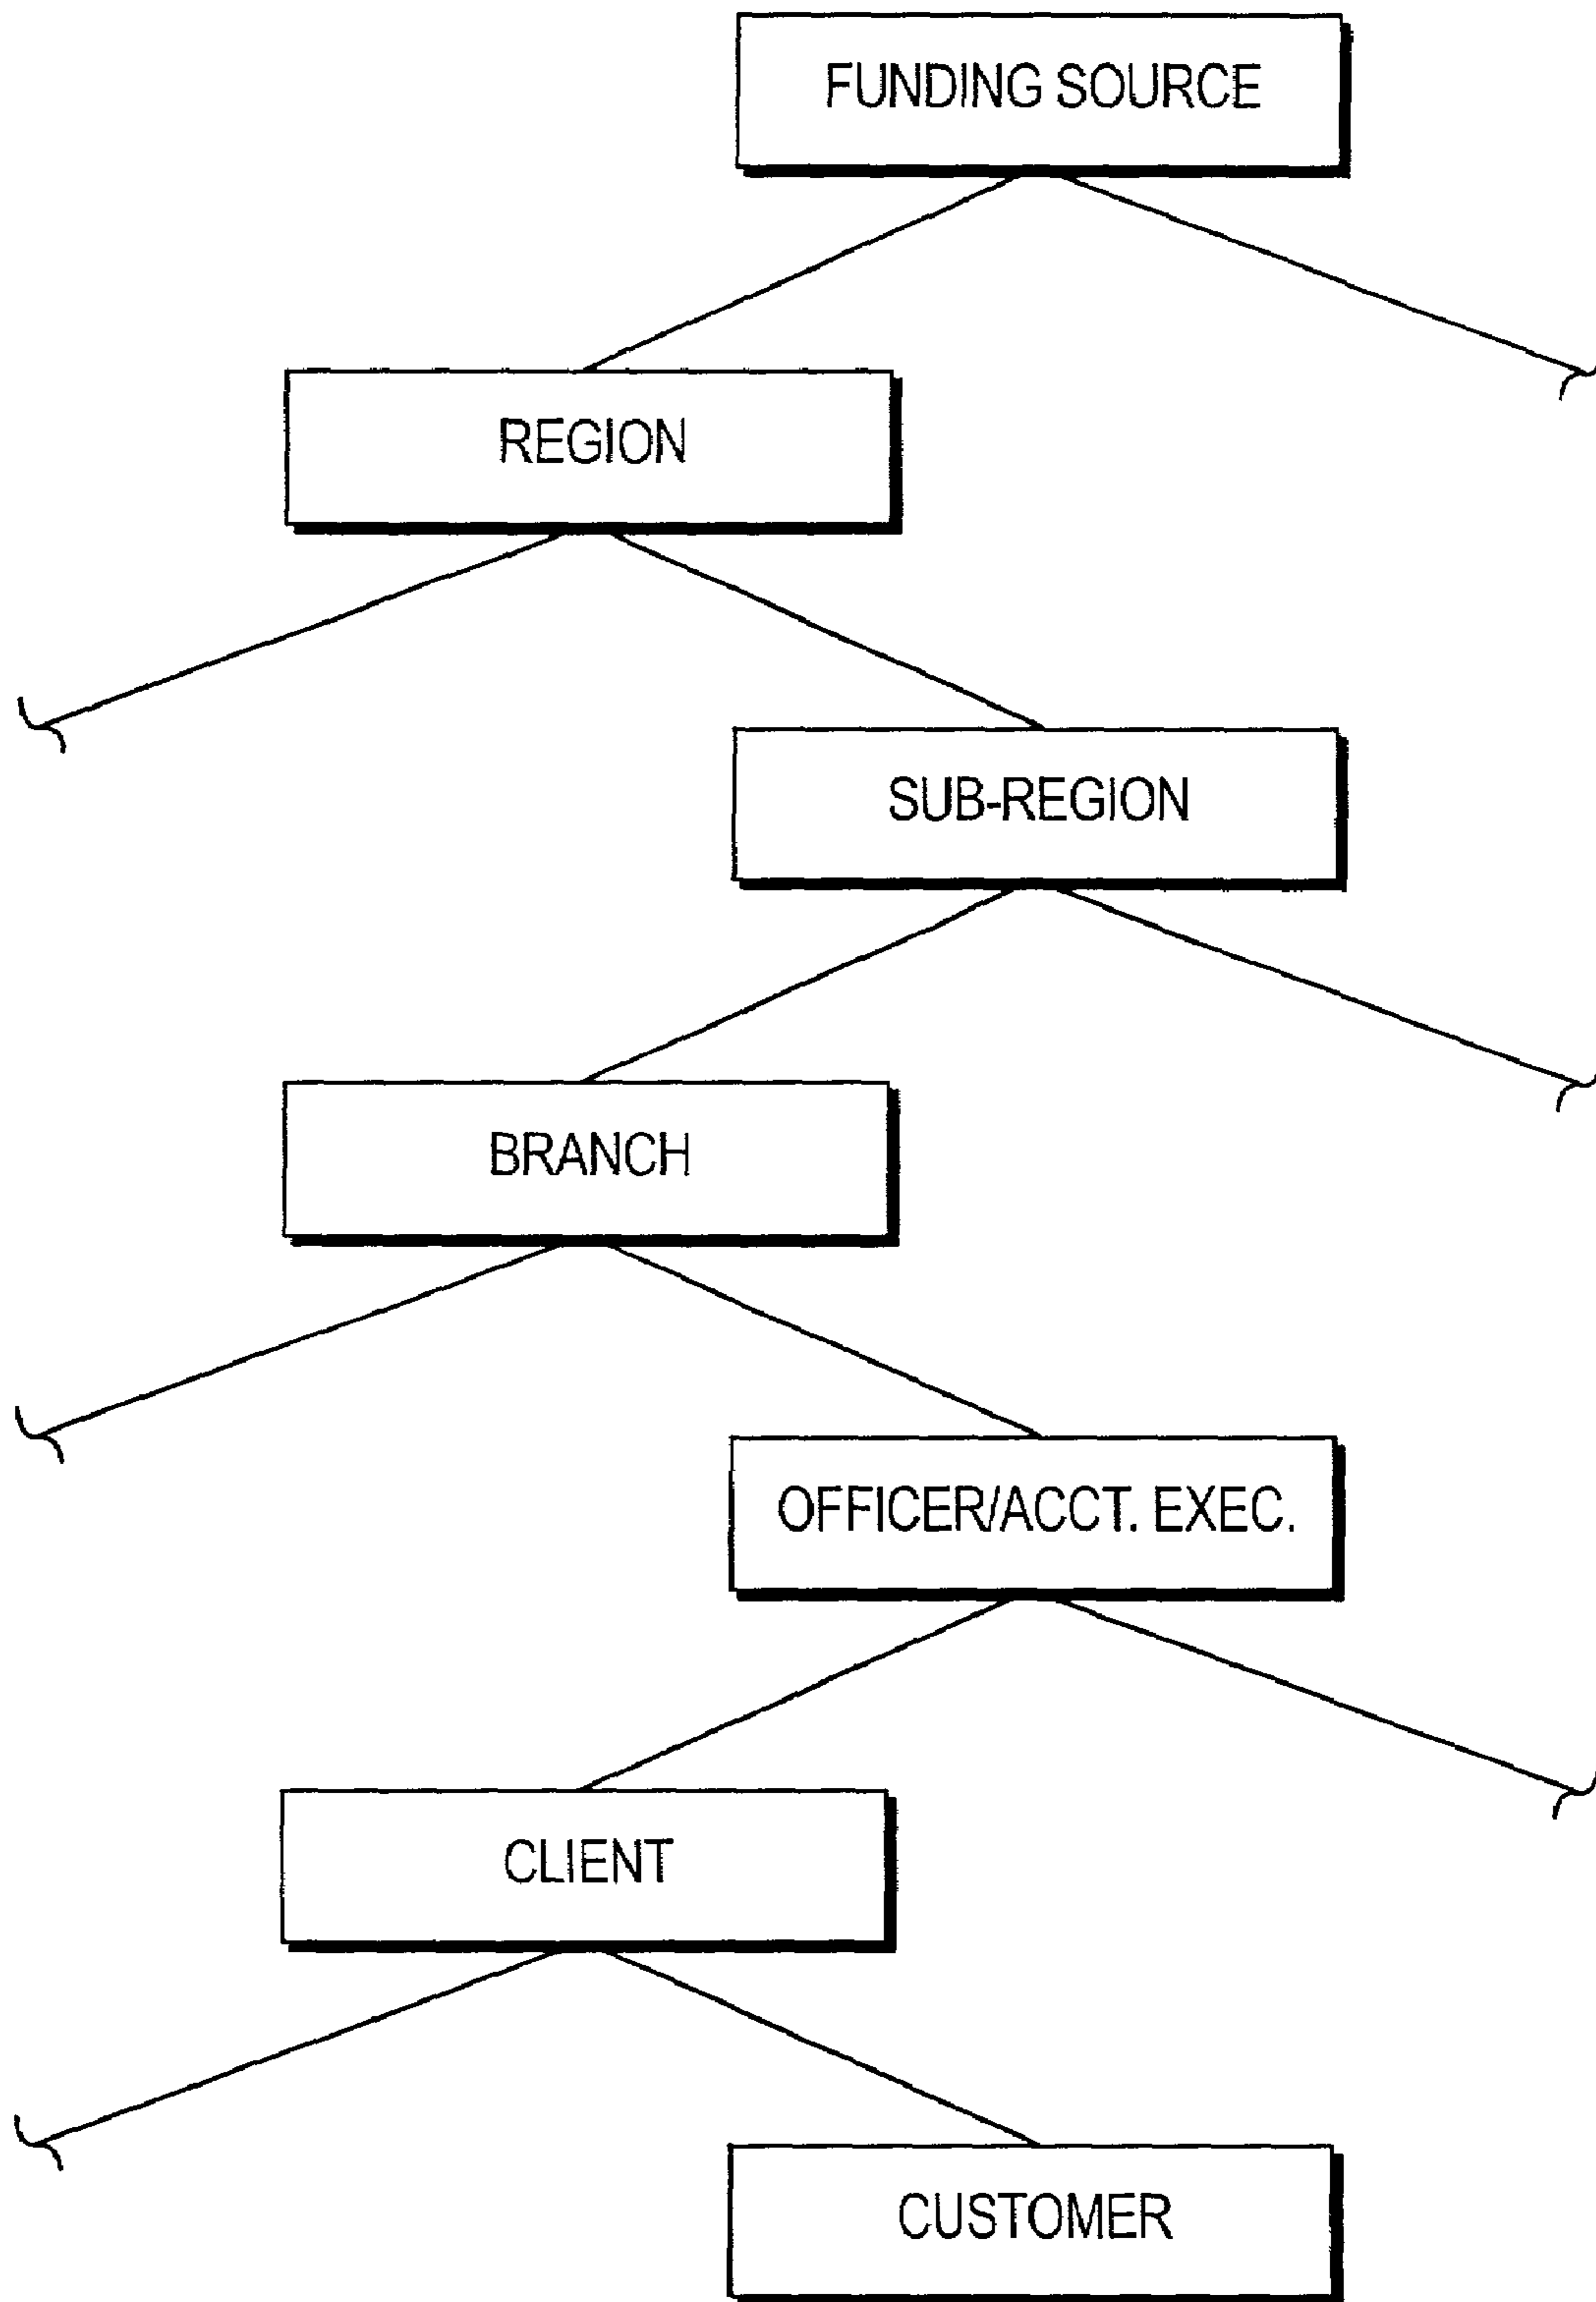 FUNDING SOURCE
REGION
SUB-REGION
BRANCH
OFFICER/ACCT. EXEC.
CLIENT
CUSTOMER